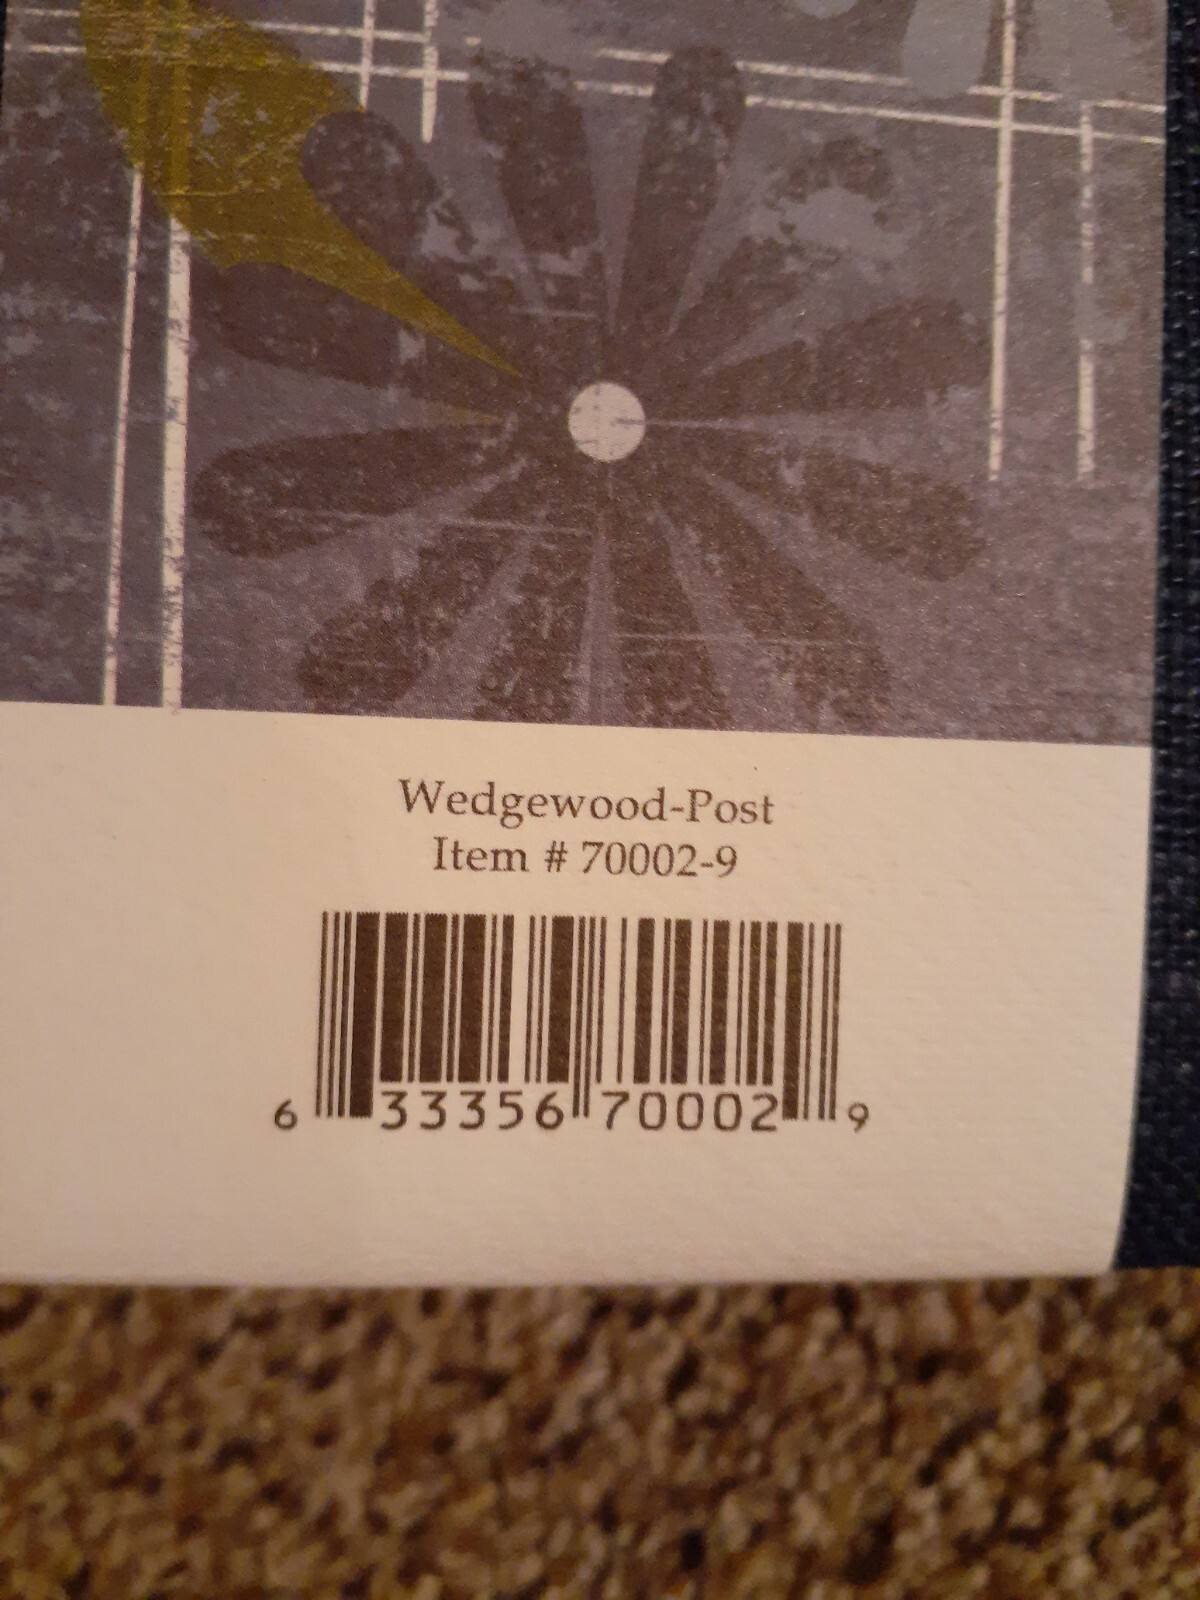 Wedgewood-Post
Item # 70002-9
6 33356 70002 9